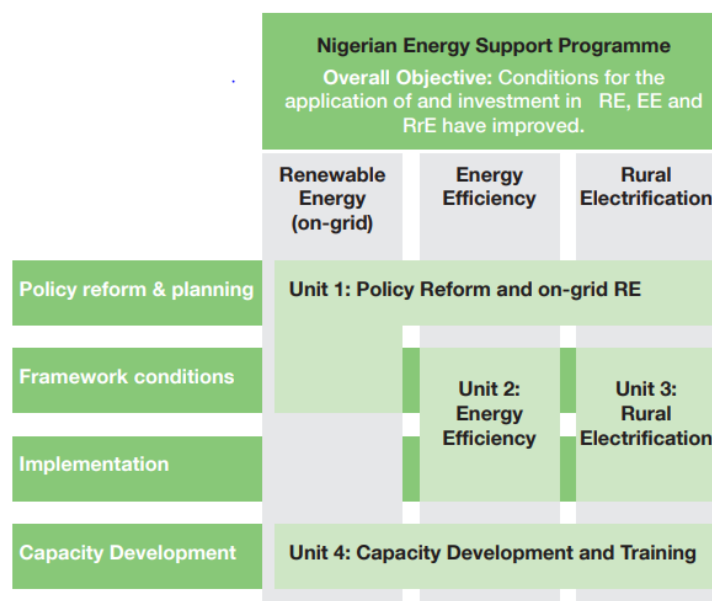 Nigerian Energy Support Programme
Overall Objective: Conditions for the
application of and investment in RE, EE and
RrE have improved.
Renewable
Energy
(on-grid)
Energy
Efficiency
Rural
Electrification
Policy reform & planning
Unit 1: Policy Reform and on-grid RE
Framework conditions
Unit 2:
Energy
Efficiency
Unit 3:
Rural
Electrification
Implementation
Capacity Development
Unit 4: Capacity Development and Training